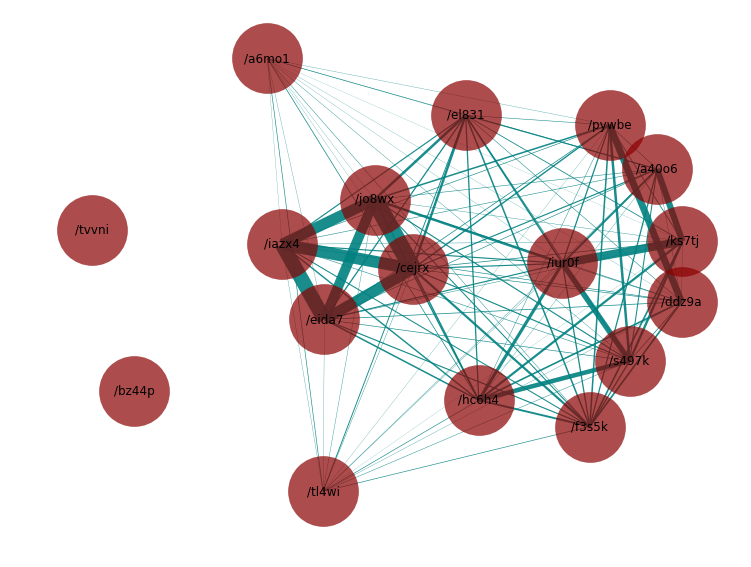 /a6mo1
/el831
/pywbe
/a40o6
/jo8wx
/tvvni
/iazx4
/ks7tj
/cejrx
/iur0f
/ddz9a
/eida7
/s497k
/bz44p
/hc6h4
/f3s5k
/tl4wi